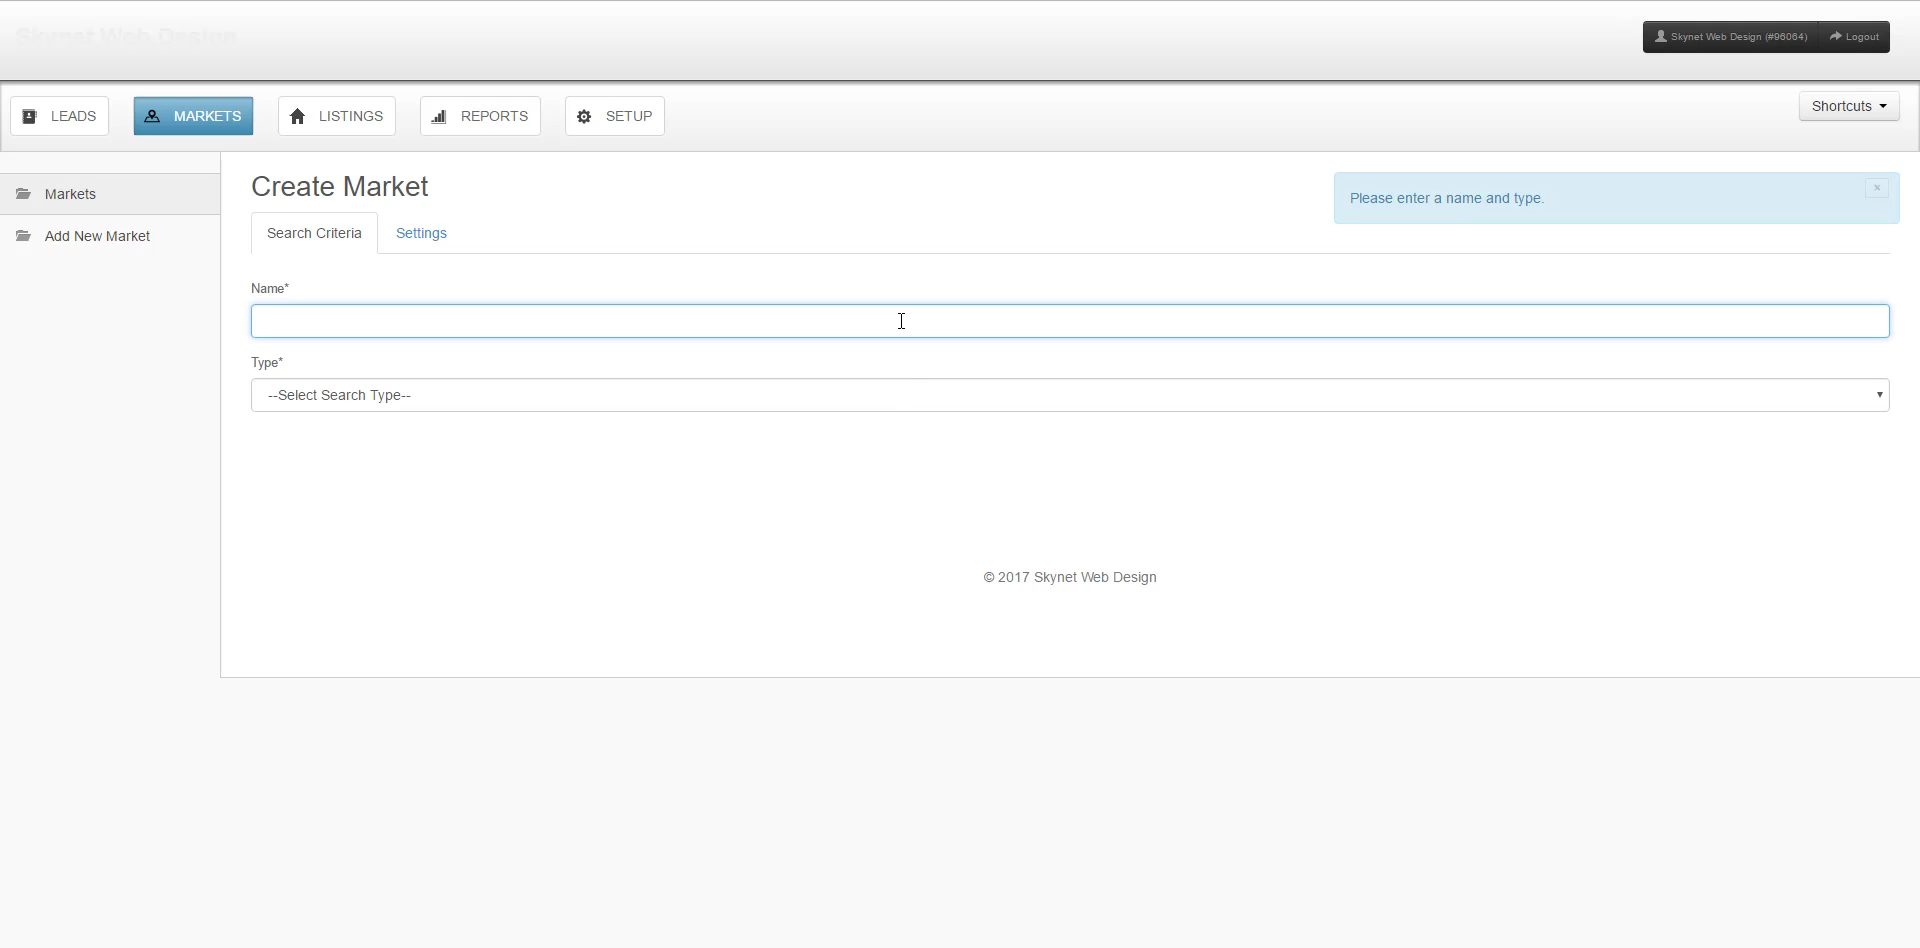 Skynet Web Design
Skynet Web Design (#96064) Logout
LEADS MARKETS LISTINGS REPORTS SETUP Shortcuts
Markets
Add New Market
Create Market
Please enter a name and type.
×
Search Criteria Settings
Name*
Type*
--Select Search Type--
© 2017 Skynet Web Design